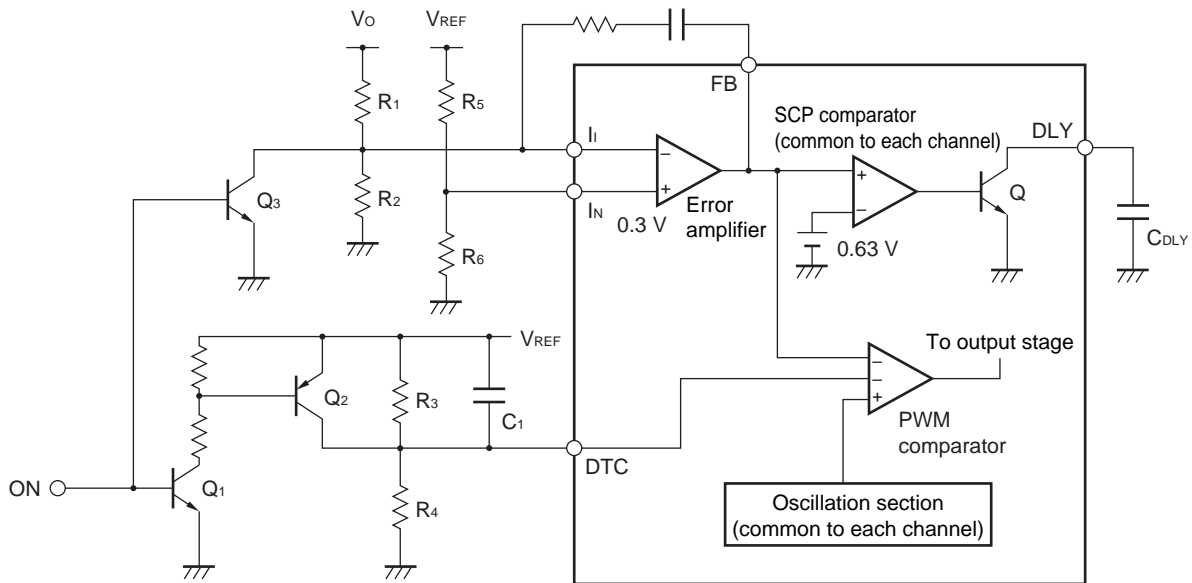 VO
VREF
FB
R1
R5
SCP comparator
(common to each channel)
DLY
II
Q3
R2
IN
0.3 V
Error
amplifier
Q
CDLY
R6
0.63 V
VREF
To output stage
Q2
R3
C1
PWM
comparator
DTC
ON
Q1
R4
Oscillation section
(common to each channel)
−
+
+
−
−
−
+